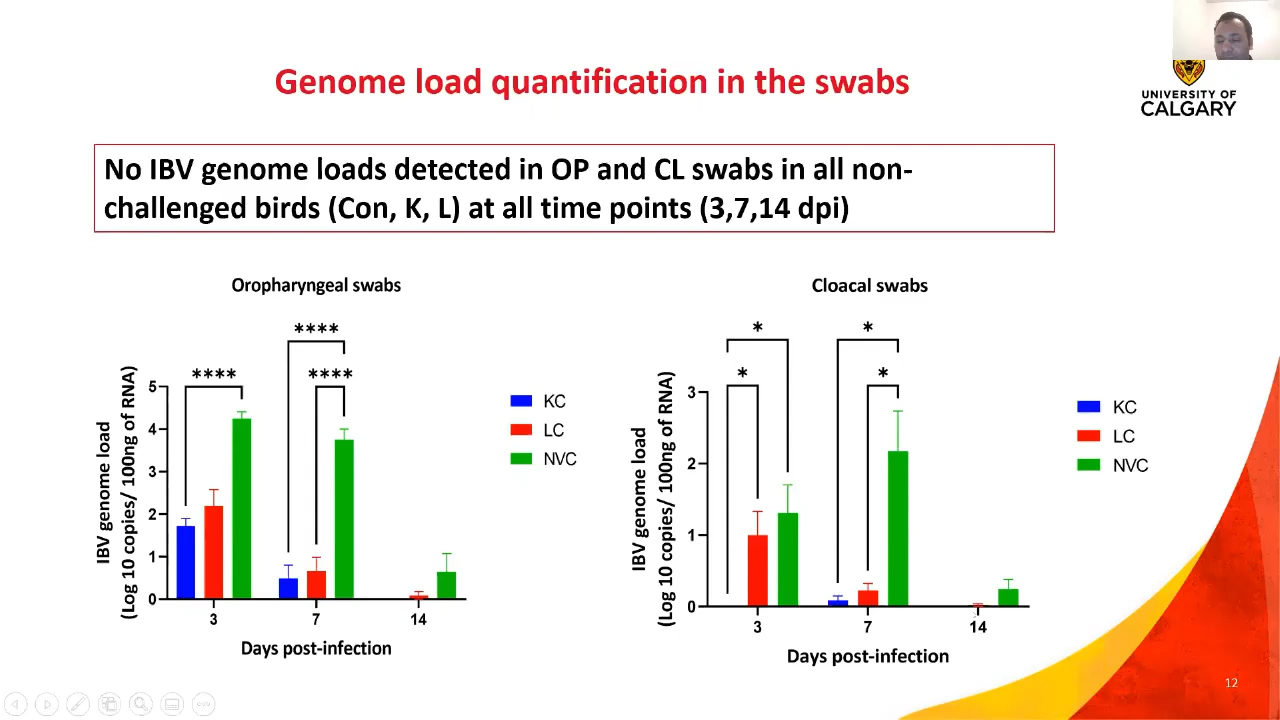 Genome load quantification in the swabs
UNIVERSITY OF
CALGARY
No IBV genome loads detected in OP and CL swabs in all non-
challenged birds (Con, K, L) at all time points (3,7,14 dpi)
Oropharyngeal swabs
****
****
****
IBV genome load
(Log 10 copies/ 100ng of RNA)
5
4
3
2
1
0
3
7
14
Days post-infection
KC
LC
NVC
Cloacal swabs
*
*
*
*
IBV genome load
(Log 10 copies/ 100ng of RNA)
3
2
1
0
3
7
14
Days post-infection
KC
LC
NVC
12